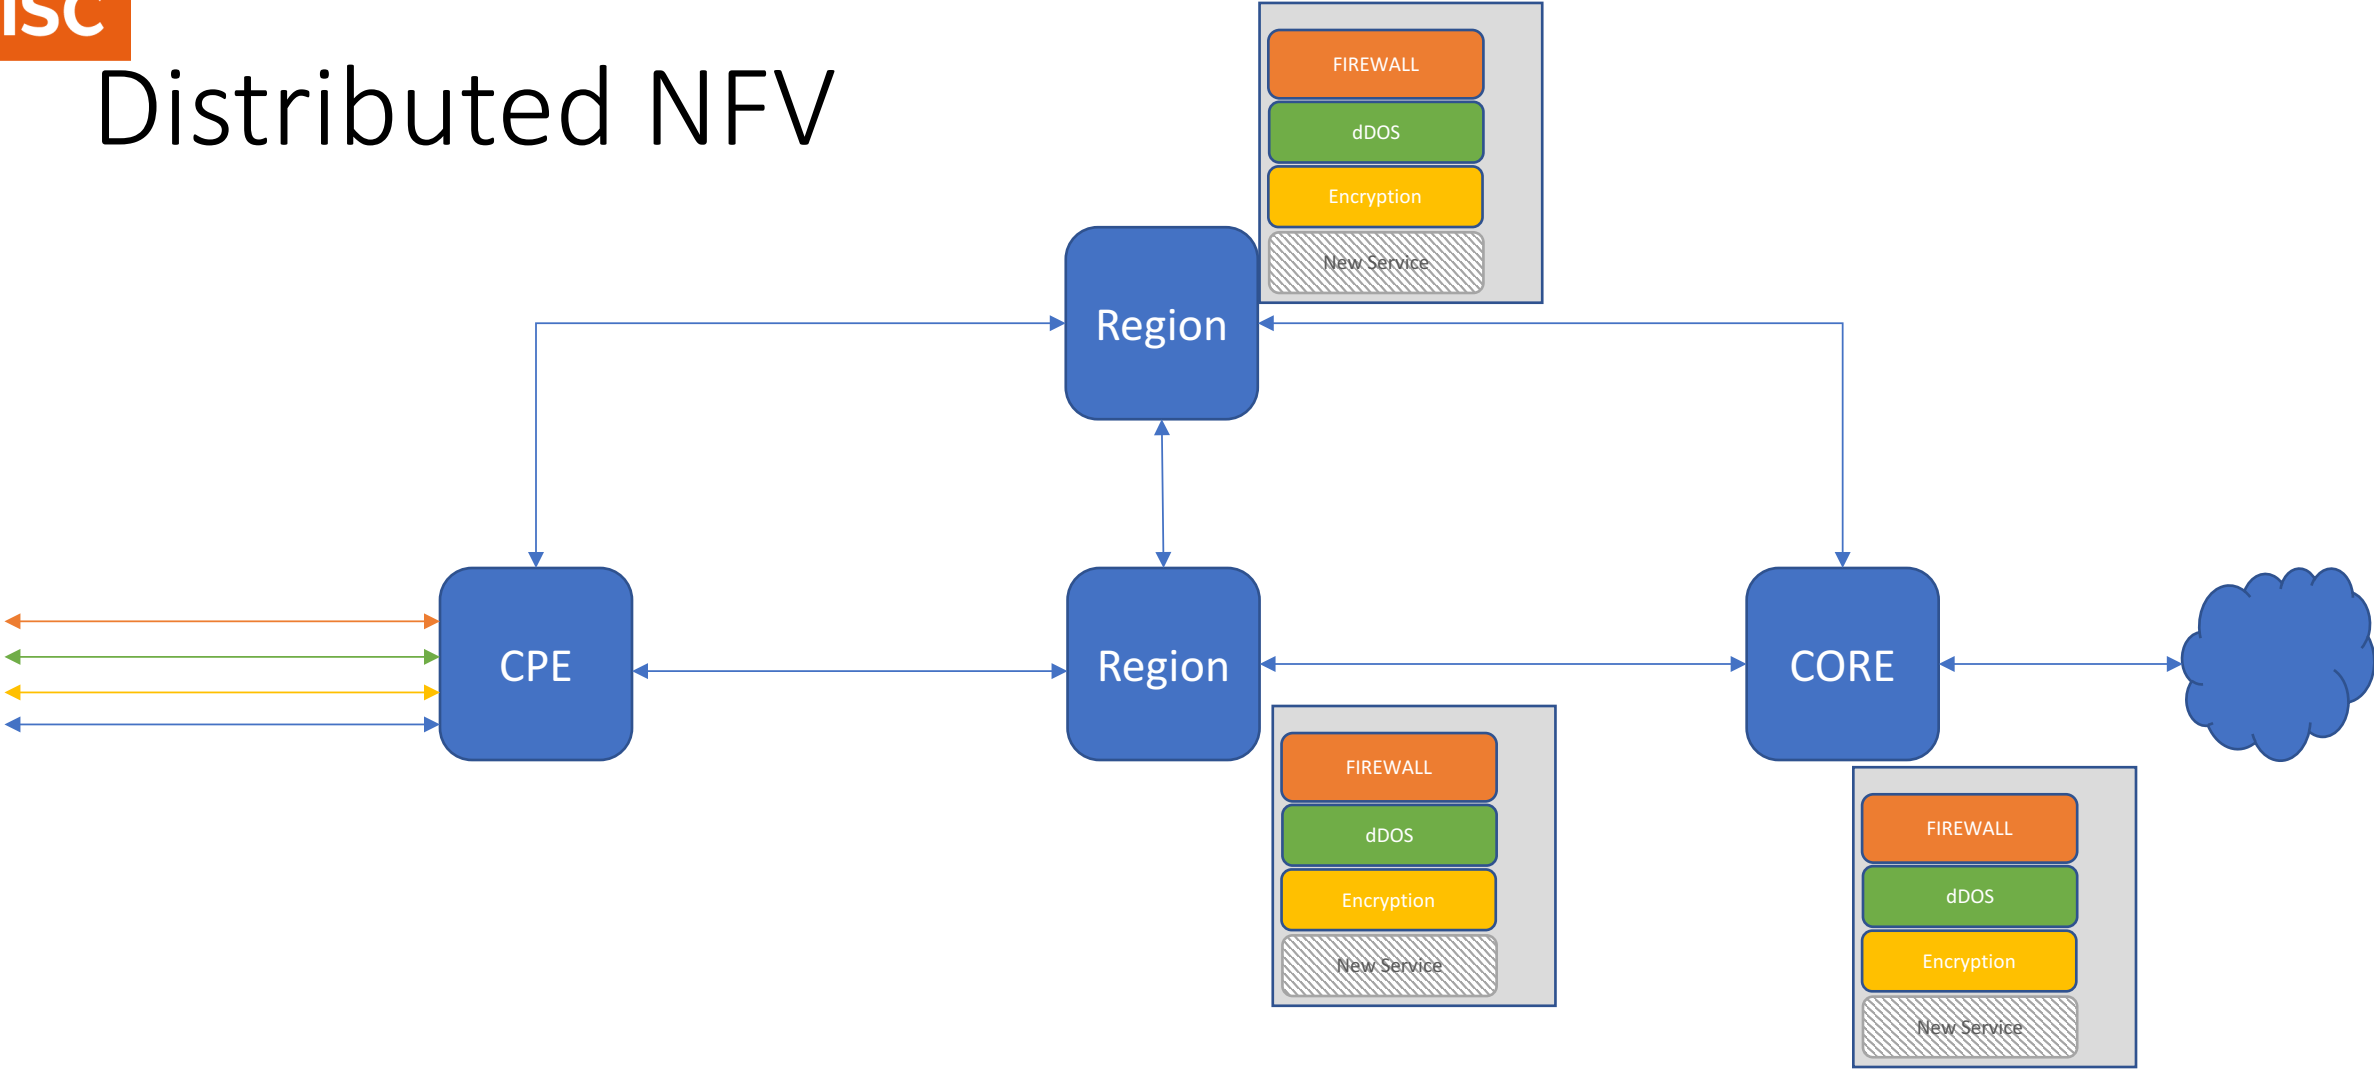 Distributed NFV
FIREWALL
dDOS
Encryption
New Service
Region
CPE
Region
CORE
FIREWALL
dDOS
Encryption
New Service
FIREWALL
dDOS
Encryption
New Service